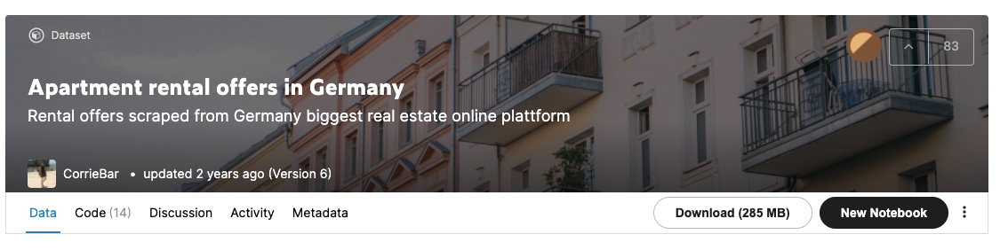 Dataset
83
Apartment rental offers in Germany
Rental offers scraped from Germany biggest real estate online plattform
CorrieBar • updated 2 years ago (Version 6)
Data Code (14) Discussion Activity Metadata Download (285 MB) New Notebook